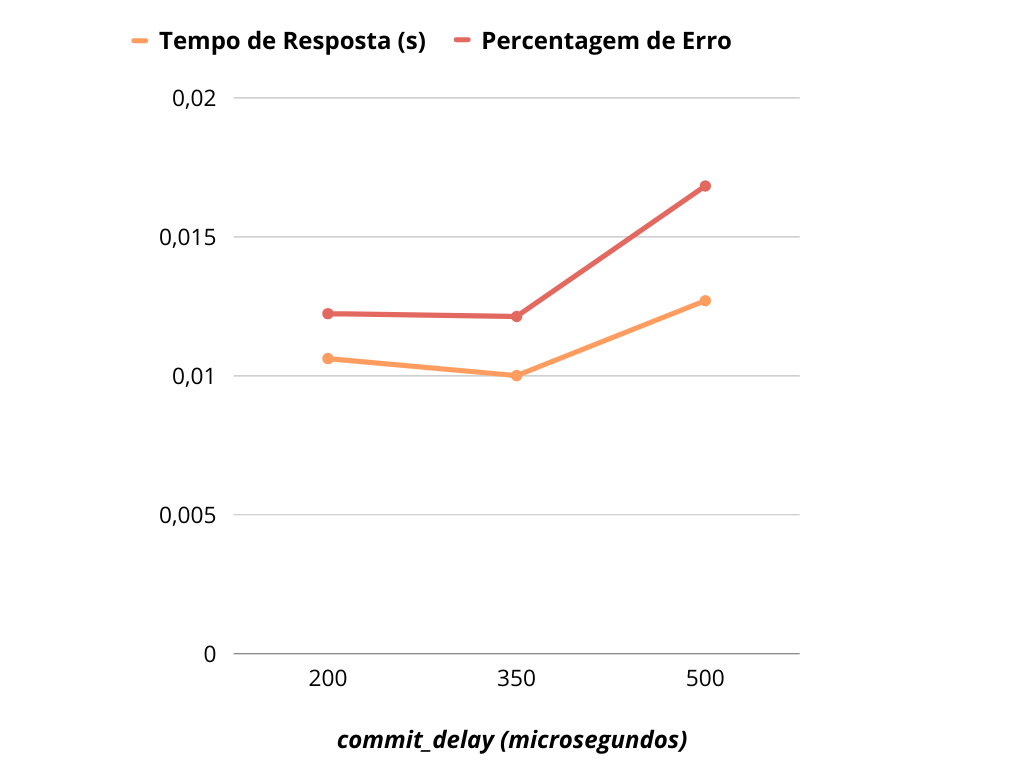 Tempo de Resposta (s) Percentagem de Erro
0,02
0,015
0,01
0,005
0
200 350 500
commit_delay (microsegundos)